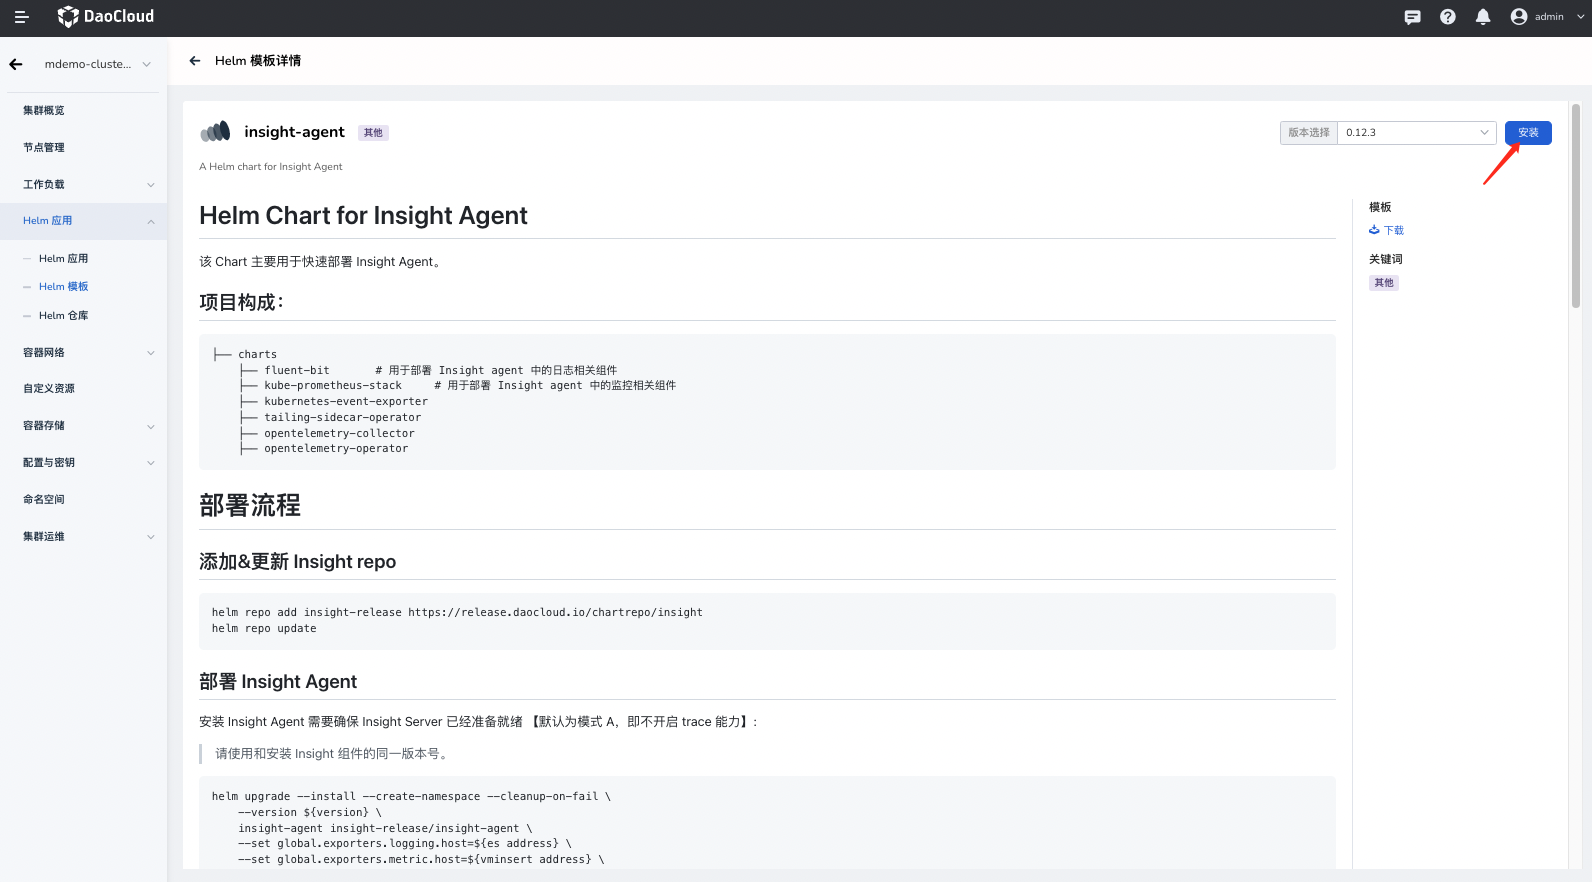 DaoCloud
admin
mdemo-cluste...
集群概览
节点管理
工作负载
Helm 应用
Helm 应用
Helm 模板
Helm 仓库
容器网络
自定义资源
容器存储
配置与密钥
命名空间
集群运维
Helm 模板详情
insight-agent 其他
版本选择 0.12.3 安装
A Helm chart for Insight Agent
Helm Chart for Insight Agent
该 Chart 主要用于快速部署 Insight Agent。
项目构成：
├── charts
├── fluent-bit # 用于部署 Insight agent 中的日志相关组件
├── kube-prometheus-stack # 用于部署 Insight agent 中的监控相关组件
├── kubernetes-event-exporter
├── tailing-sidecar-operator
├── opentelemetry-collector
├── opentelemetry-operator
部署流程
添加&更新 Insight repo
helm repo add insight-release https://release.daocloud.io/chartrepo/insight
helm repo update
部署 Insight Agent
安装 Insight Agent 需要确保 Insight Server 已经准备就绪 【默认为模式 A，即不开启 trace 能力】:
请使用和安装 Insight 组件的同一版本号。
helm upgrade --install --create-namespace --cleanup-on-fail \
--version ${version} \
insight-agent insight-release/insight-agent \
--set global.exporters.logging.host=${es address} \
--set global.exporters.metric.host=${vminsert address} \
模板
下载
关键词
其他